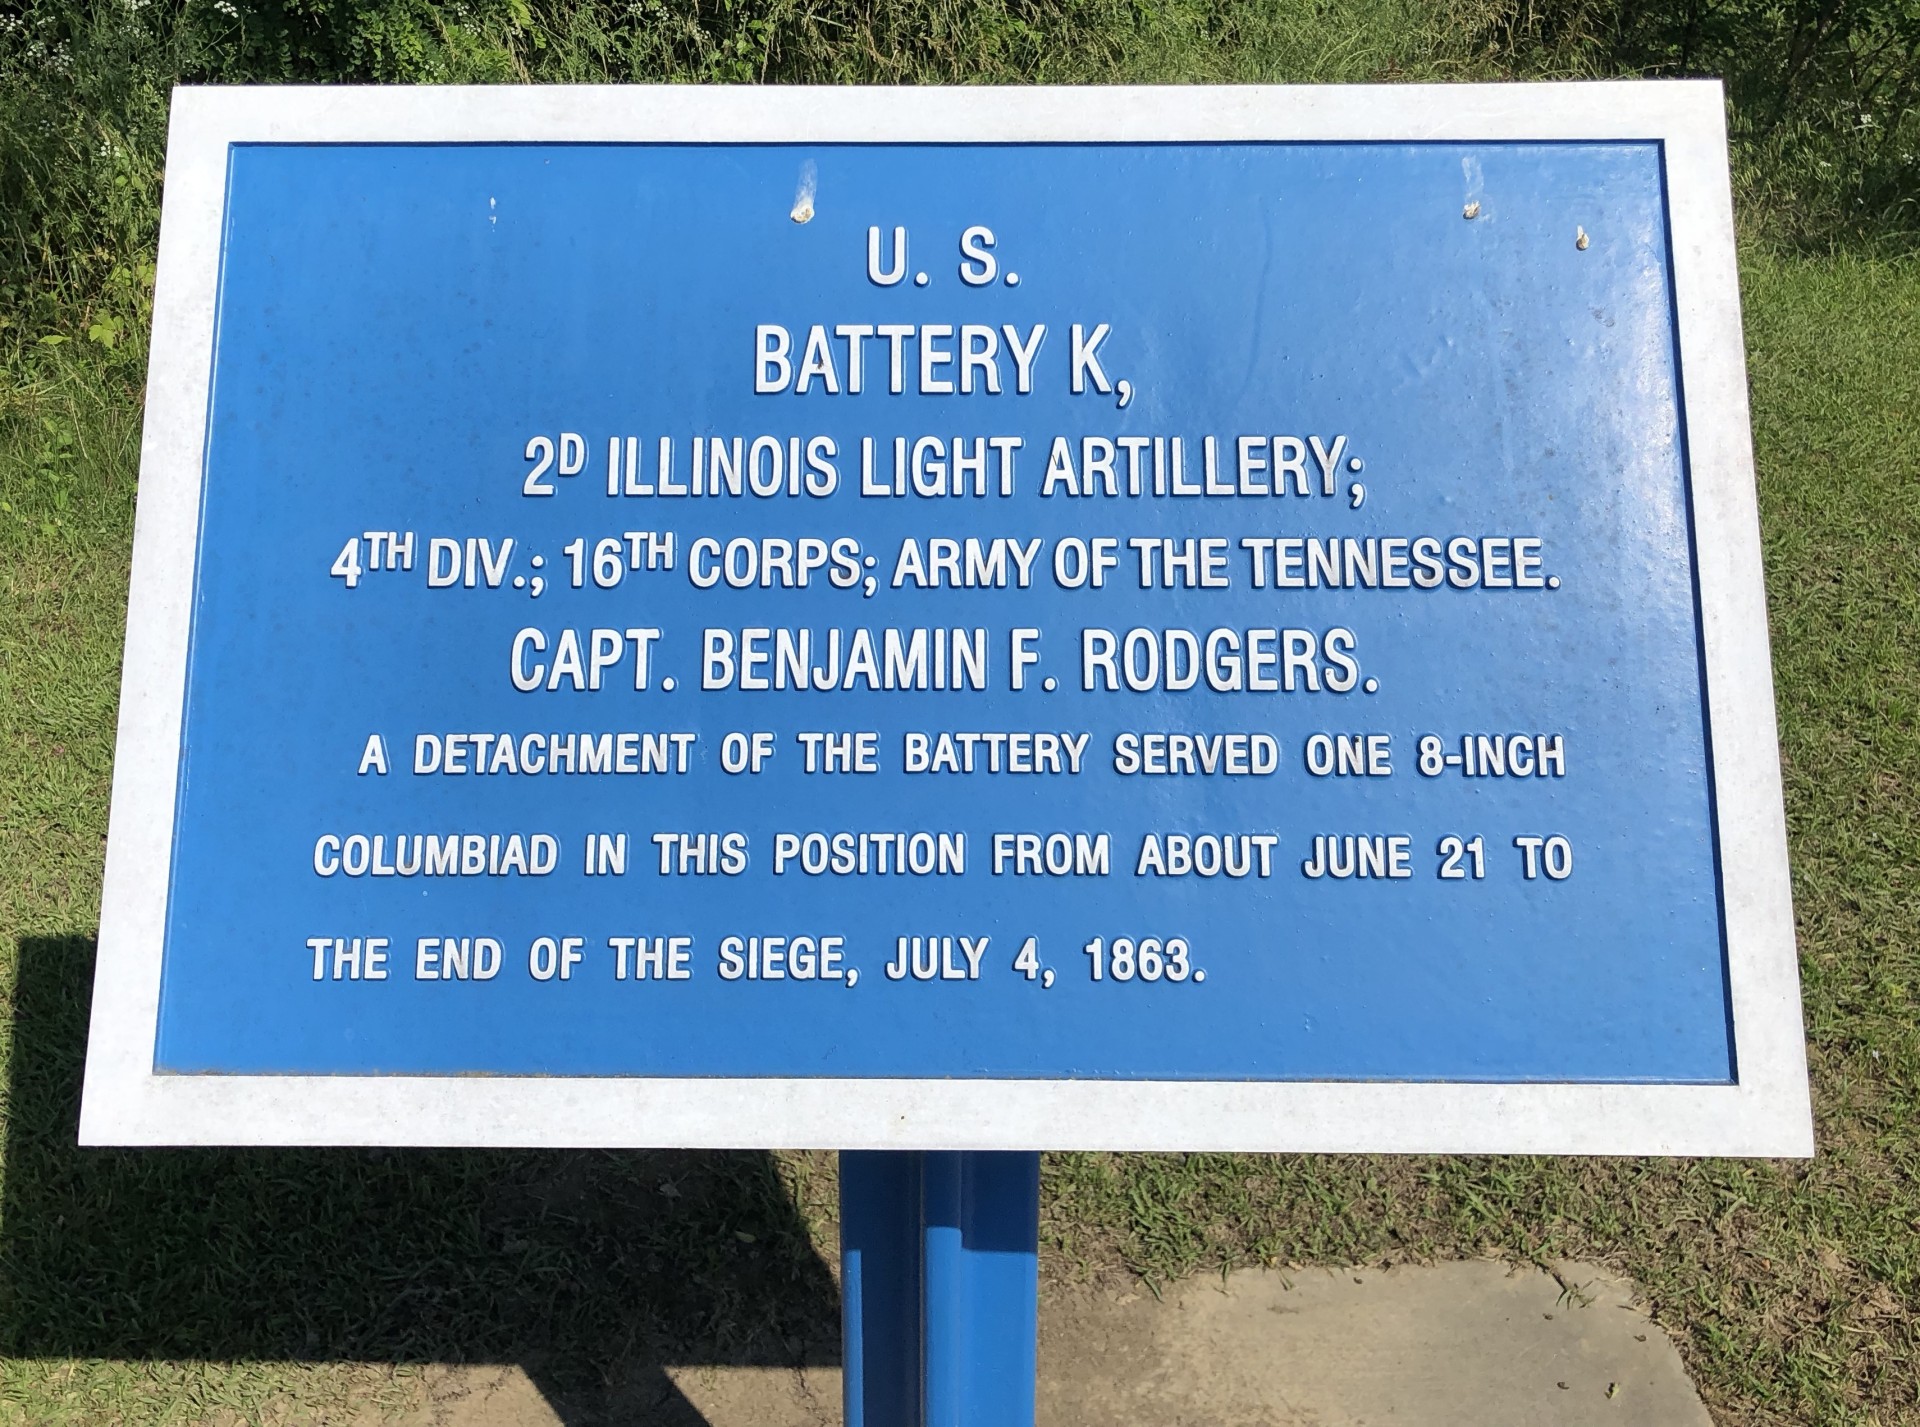 U. S.
BATTERY K,
2D ILLINOIS LIGHT ARTILLERY;
4TH DIV.; 16TH CORPS; ARMY OF THE TENNESSEE.
CAPT. BENJAMIN F. RODGERS.
A DETACHMENT OF THE BATTERY SERVED ONE 8-INCH
COLUMBIAD IN THIS POSITION FROM ABOUT JUNE 21 TO
THE END OF THE SIEGE, JULY 4, 1863.